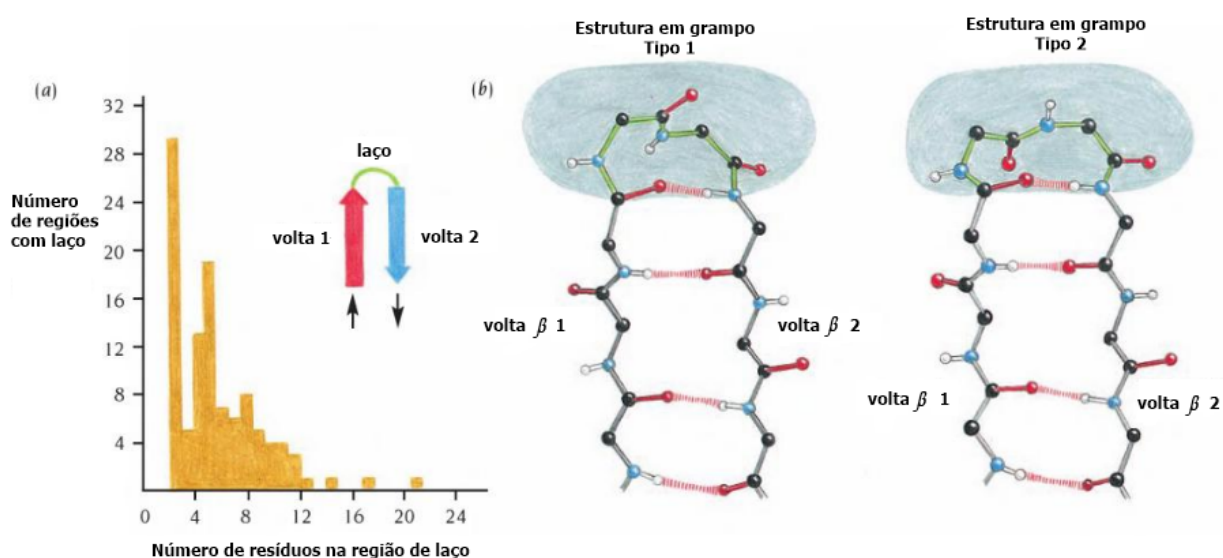 (a)
32
28
24
20
16
12
8
4
Número
de regiões
com laço
laço
volta 1
volta 2
0
4
8
12
16
20
24
Número de resíduos na região de laço
(b)
Estrutura em grampo
Tipo 1
volta β 1
volta β 2
Estrutura em grampo
Tipo 2
volta β 1
volta β 2